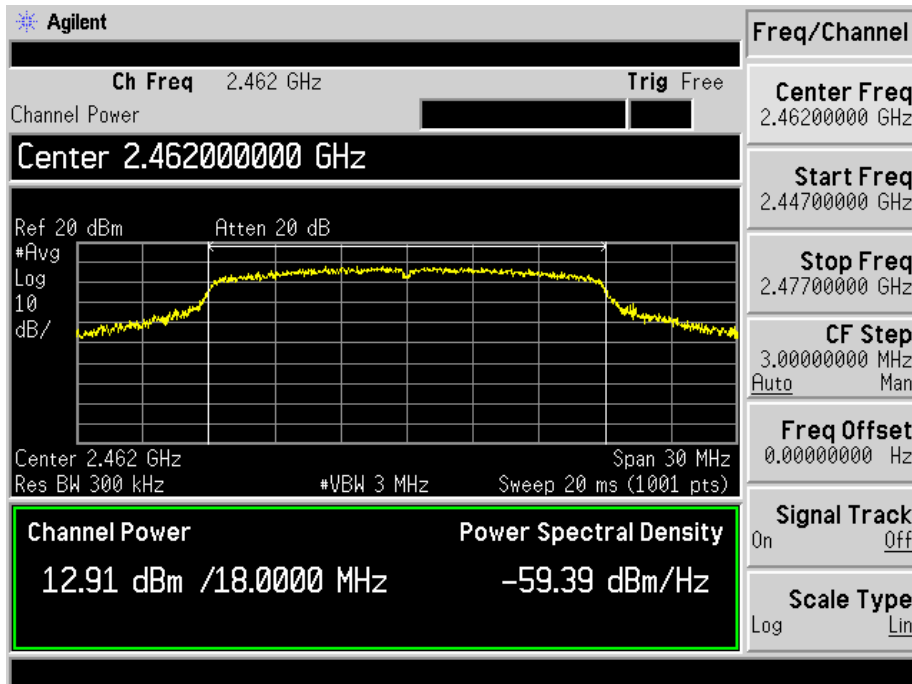 Agilent
Freq/Channel
Ch Freq 2.462 GHz Trig Free
Channel Power
Center 2.462000000 GHz
Ref 20 dBm Atten 20 dB
#Avg
Log
10
dB/
Center 2.462 GHz Span 30 MHz
Res BW 300 kHz #VBW 3 MHz Sweep 20 ms (1001 pts)
Channel Power Power Spectral Density
12.91 dBm /18.0000 MHz -59.39 dBm/Hz
Center Freq
2.46200000 GHz
Start Freq
2.44700000 GHz
Stop Freq
2.47700000 GHz
CF Step
3.00000000 MHz
Auto Man
Freq Offset
0.00000000 Hz
Signal Track
On Off
Scale Type
Log Lin